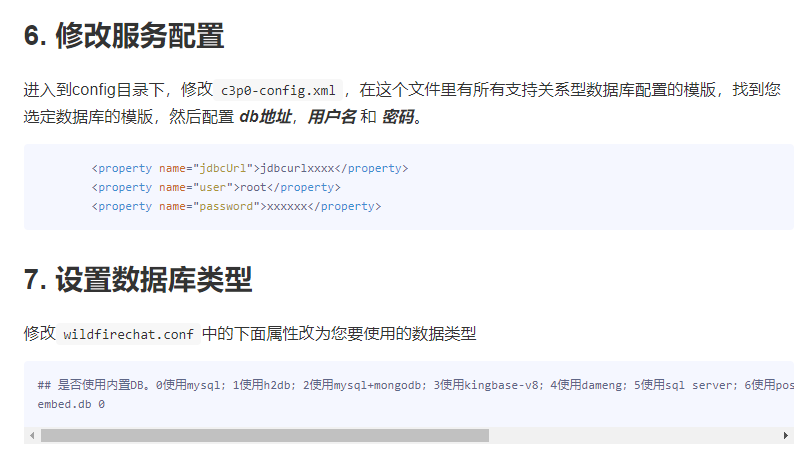 6. 修改服务配置
进入到config目录下，修改 c3p0-config.xml ，在这个文件里有所有支持关系型数据库配置的模版，找到您
选定数据库的模版，然后配置 db地址，用户名 和 密码。
<property name="jdbcUrl">jdbcurlxxxx</property>
<property name="user">root</property>
<property name="password">xxxxxx</property>
7. 设置数据库类型
修改 wildfirechat.conf 中的下面属性改为您要使用的数据类型
## 是否使用内置DB。0使用mysql; 1使用h2db; 2使用mysql+mongodb; 3使用kingbase-v8; 4使用dameng; 5使用sql server; 6使用pos
embed.db 0